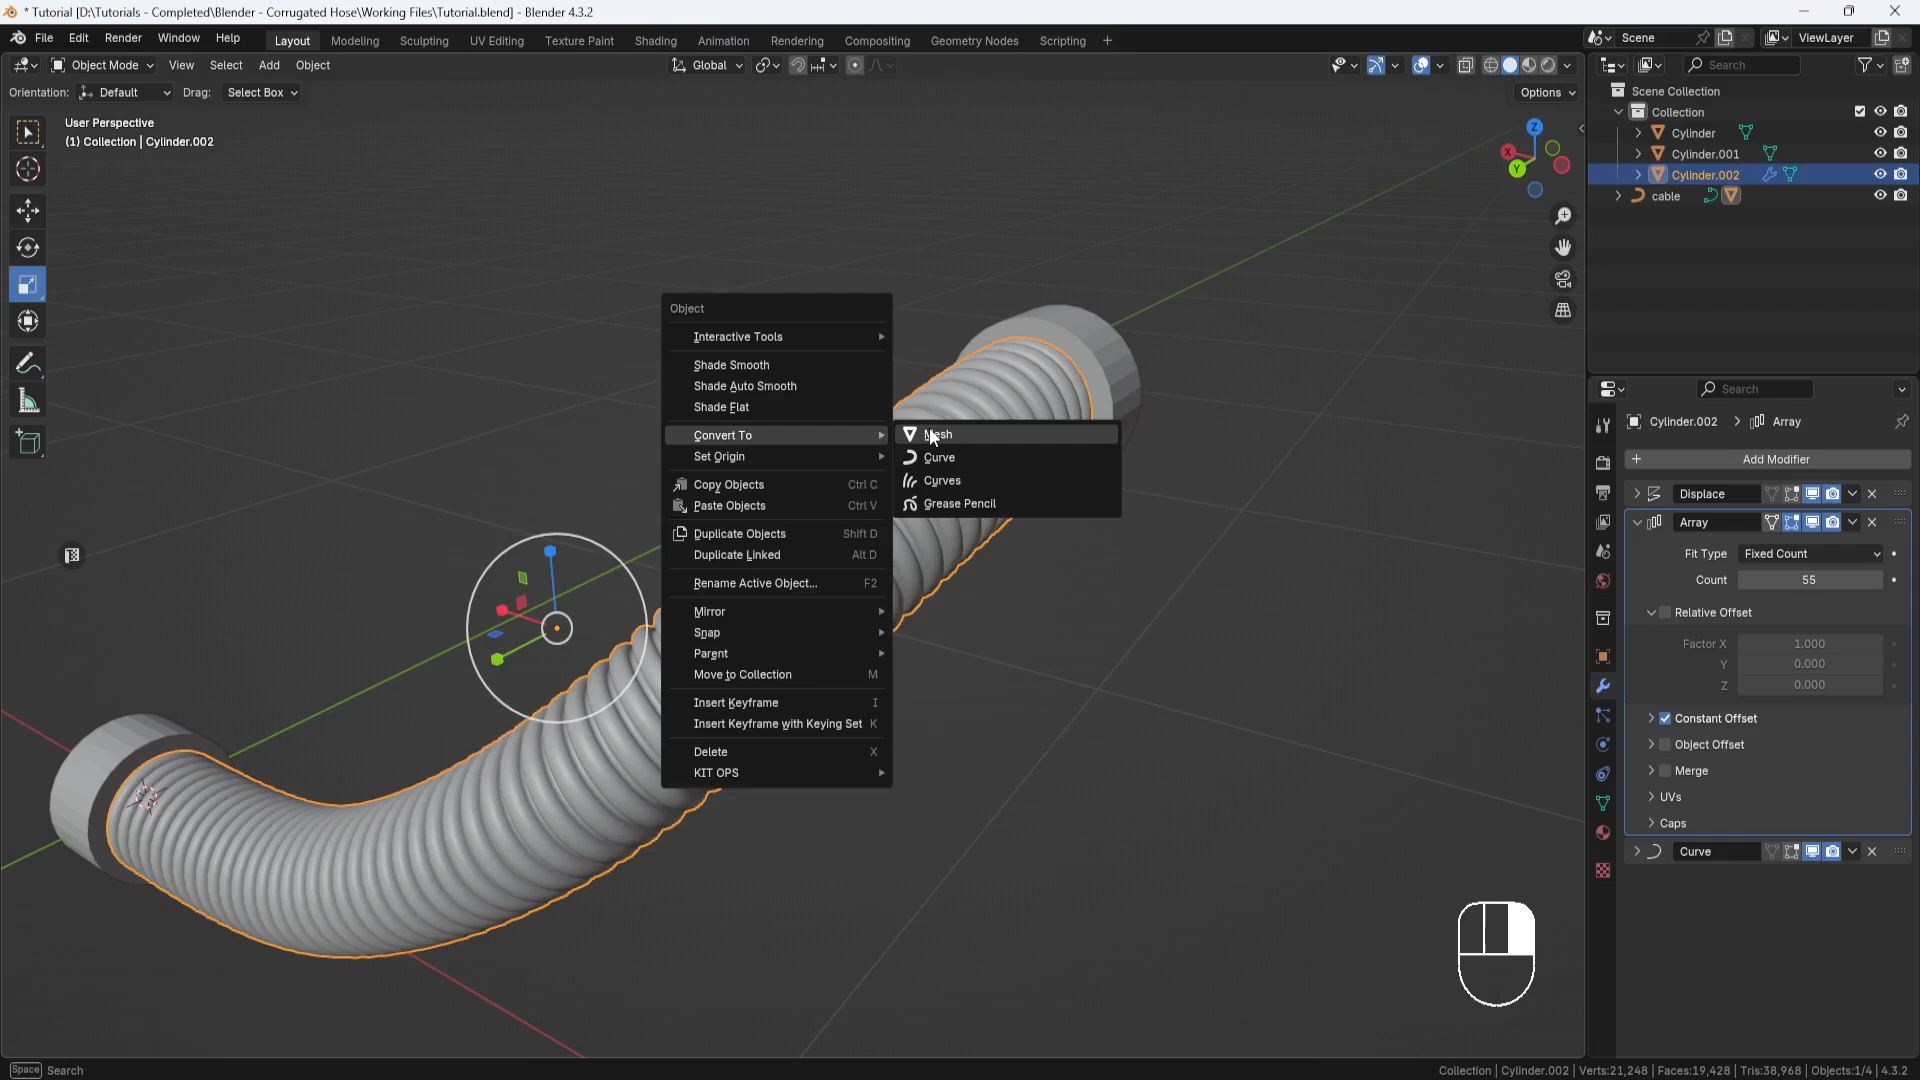 * Tutorial [D:\Tutorials - Completed\Blender - Corrugated Hose\Working Files\Tutorial.blend] - Blender 4.3.2
File Edit Render Window Help Layout Modeling Sculpting UV Editing Texture Paint Shading Animation Rendering Compositing Geometry Nodes Scripting + Scene ViewLayer
Object Mode View Select Add Object Global Search
Orientation: Default Drag: Select Box Options
User Perspective
(1) Collection | Cylinder.002
Z
X
Y
Scene Collection
Collection
Cylinder
Cylinder.001
Cylinder.002
cable
Object
Interactive Tools
Shade Smooth
Shade Auto Smooth
Shade Flat
Convert To
Set Origin
Copy Objects Ctrl C
Paste Objects Ctrl V
Duplicate Objects Shift D
Duplicate Linked Alt D
Rename Active Object... F2
Mirror
Snap
Parent
Move to Collection M
Insert Keyframe I
Insert Keyframe with Keying Set K
Delete X
KIT OPS
Mesh
Curve
Curves
Grease Pencil
Search
Cylinder.002 > Array
+ Add Modifier
Displace
Array
Fit Type Fixed Count
Count 55
Relative Offset
Factor X 1.000
Y 0.000
Z 0.000
Constant Offset
Object Offset
Merge
UVs
Caps
Curve
Space Search
Collection | Cylinder.002 | Verts:21,248 | Faces:19,428 | Tris:38,968 | Objects:1/4 | 4.3.2